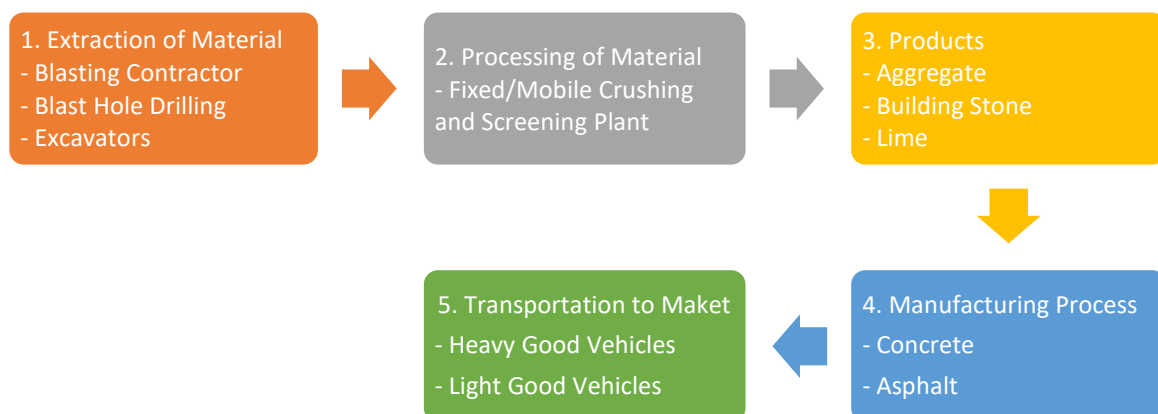 1. Extraction of Material
- Blasting Contractor
- Blast Hole Drilling
- Excavators
2. Processing of Material
- Fixed/Mobile Crushing
and Screening Plant
3. Products
- Aggregate
- Building Stone
- Lime
4. Manufacturing Process
- Concrete
- Asphalt
5. Transportation to Maket
- Heavy Good Vehicles
- Light Good Vehicles